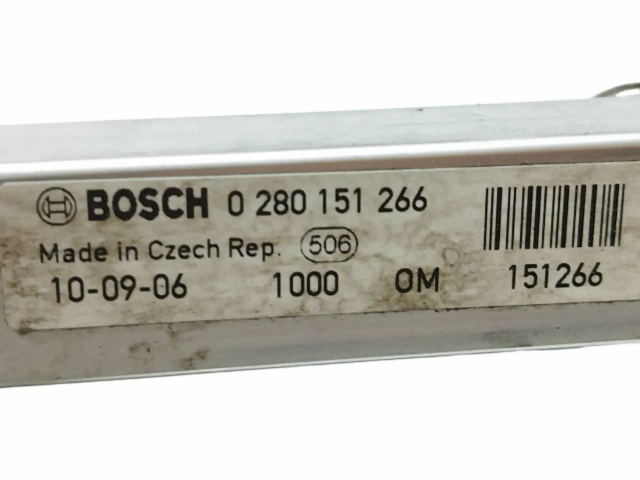 BOSCH 0 280 151 266
Made in Czech Rep. 506
10-09-06 1000 OM 151266